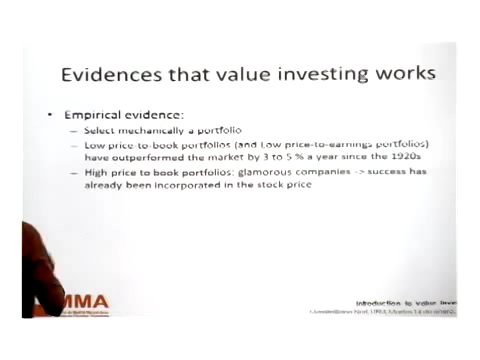 Evidences that value investing works
• Empirical evidence:
– Select mechanically a portfolio
– Low price-to-book portfolios (and Low price-to-earnings portfolios)
have outperformed the market by 3 to 5 % a year since the 1920s
– High price to book portfolios: glamorous companies -> success has
already been incorporated in the stock price
MMA
Introduction to value inves